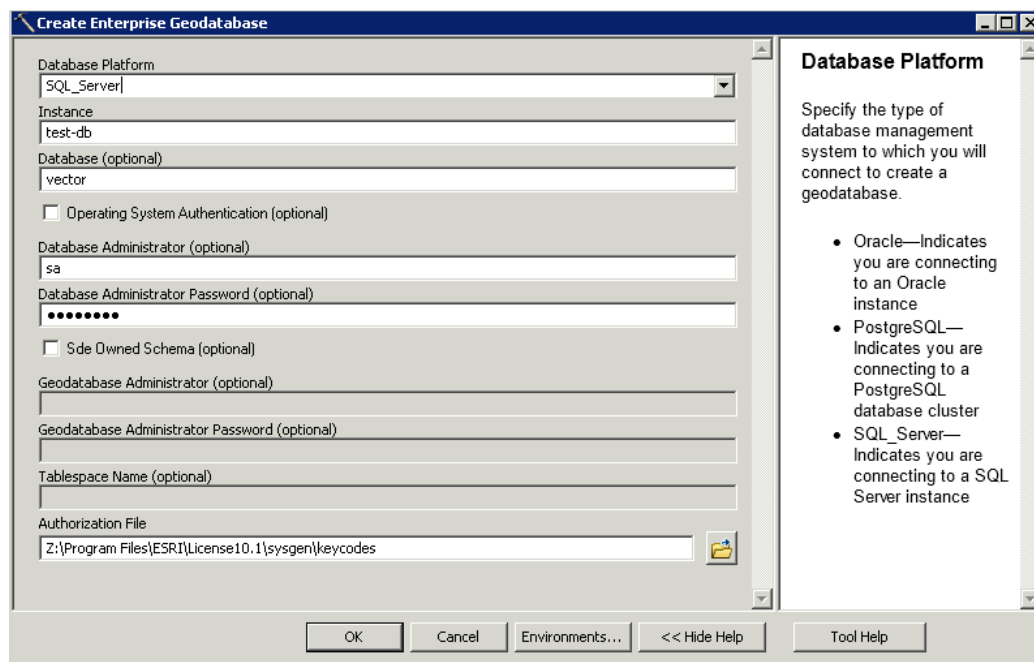 Create Enterprise Geodatabase
Database Platform
SQL_Server
Instance
test-db
Database (optional)
vector
Operating System Authentication (optional)
Database Administrator (optional)
sa
Database Administrator Password (optional)
●●●●●●●●
Sde Owned Schema (optional)
Geodatabase Administrator (optional)
Geodatabase Administrator Password (optional)
Tablespace Name (optional)
Authorization File
Z:\Program Files\ESRI\License10.1\sysgen\keycodes
Database Platform
Specify the type of
database management
system to which you will
connect to create a
geodatabase.
• Oracle—Indicates
you are connecting
to an Oracle
instance
• PostgreSQL—
Indicates you are
connecting to a
PostgreSQL
database cluster
• SQL_Server—
Indicates you are
connecting to a SQL
Server instance
OK
Cancel
Environments...
<< Hide Help
Tool Help